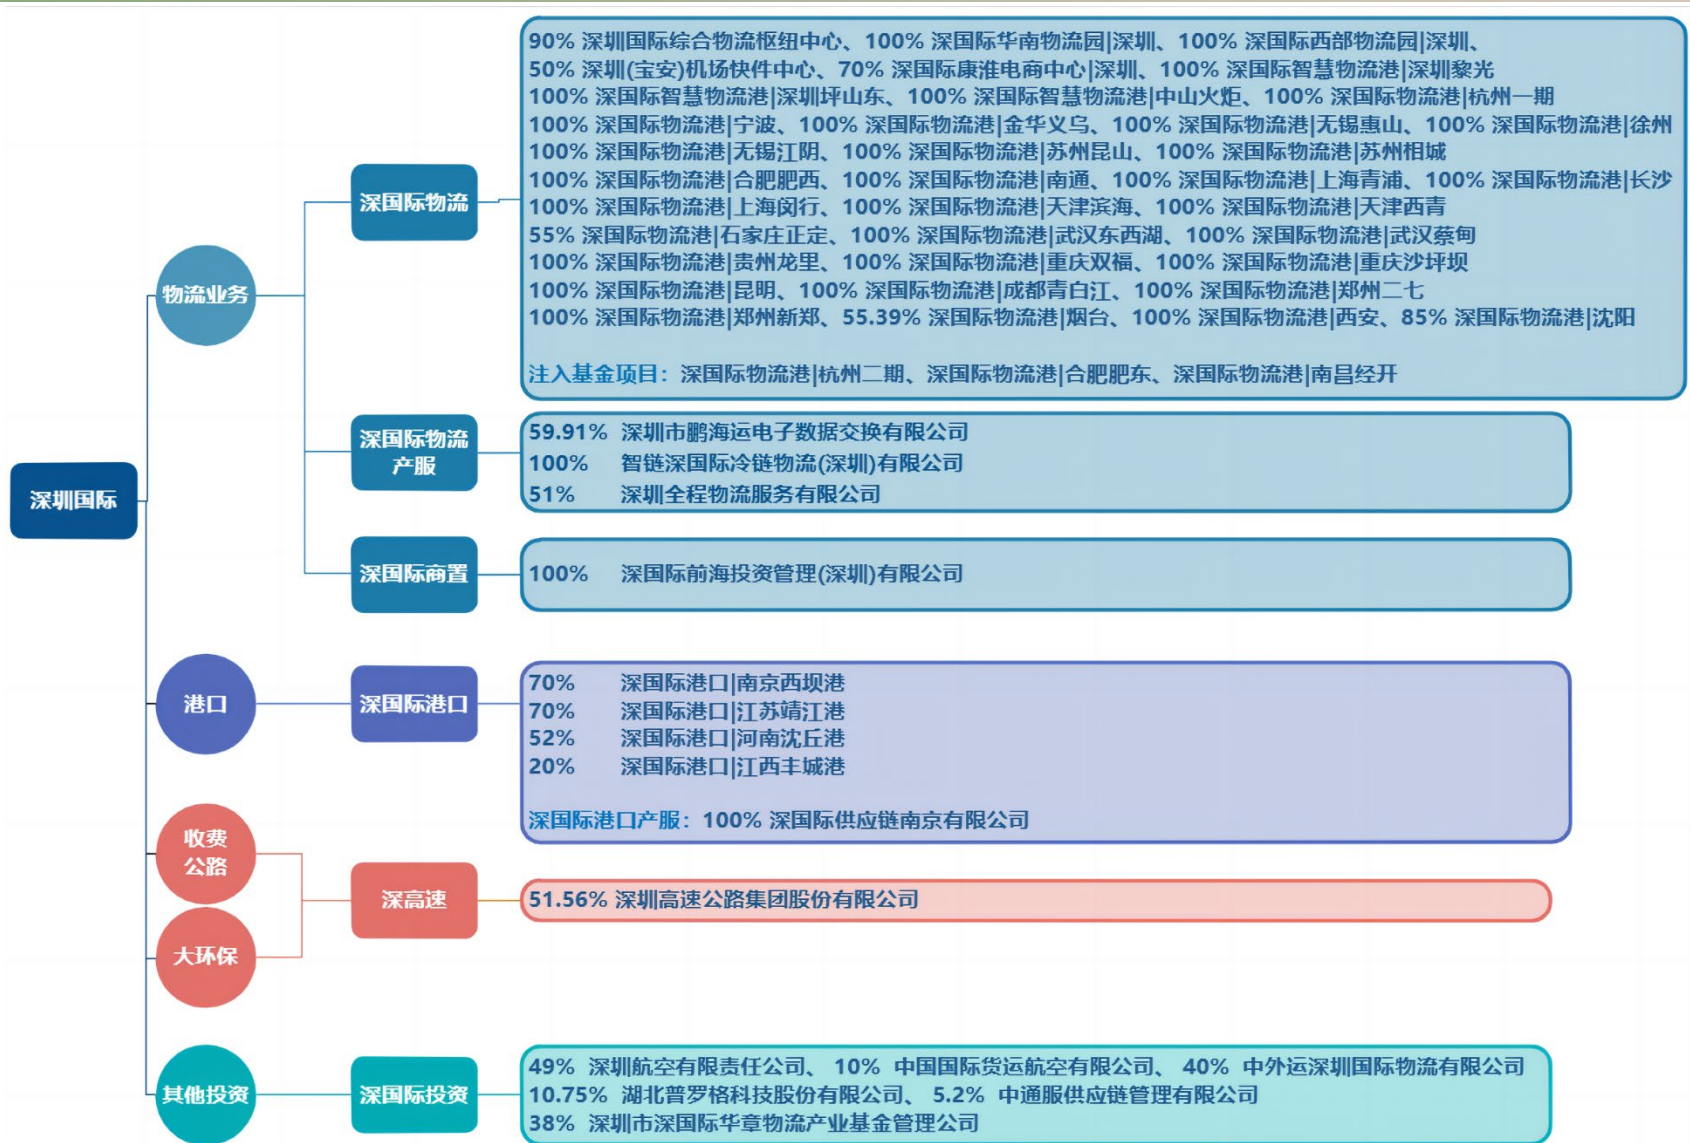 深圳国际
物流业务
深国际物流
90% 深圳国际综合物流枢纽中心、100% 深国际华南物流园|深圳、100% 深国际西部物流园|深圳、
50% 深圳(宝安)机场快件中心、70% 深国际康淮电商中心|深圳、100% 深国际智慧物流港|深圳黎光
100% 深国际智慧物流港|深圳坪山东、100% 深国际智慧物流港|中山火炬、100% 深国际物流港|杭州一期
100% 深国际物流港|宁波、100% 深国际物流港|金华义乌、100% 深国际物流港|无锡惠山、100% 深国际物流港|徐州
100% 深国际物流港|无锡江阴、100% 深国际物流港|苏州昆山、100% 深国际物流港|苏州相城
100% 深国际物流港|合肥肥西、100% 深国际物流港|南通、100% 深国际物流港|上海青浦、100% 深国际物流港|长沙
100% 深国际物流港|上海闵行、100% 深国际物流港|天津滨海、100% 深国际物流港|天津西青
55% 深国际物流港|石家庄正定、100% 深国际物流港|武汉东西湖、100% 深国际物流港|武汉蔡甸
100% 深国际物流港|贵州龙里、100% 深国际物流港|重庆双福、100% 深国际物流港|重庆沙坪坝
100% 深国际物流港|昆明、100% 深国际物流港|成都青白江、100% 深国际物流港|郑州二七
100% 深国际物流港|郑州新郑、55.39% 深国际物流港|烟台、100% 深国际物流港|西安、85% 深国际物流港|沈阳
注入基金项目：深国际物流港|杭州二期、深国际物流港|合肥肥东、深国际物流港|南昌经开
深国际物流
产服
59.91% 深圳市鹏海运电子数据交换有限公司
100% 智链深国际冷链物流(深圳)有限公司
51% 深圳全程物流服务有限公司
深国际商置
100% 深国际前海投资管理(深圳)有限公司
港口
深国际港口
70% 深国际港口|南京西坝港
70% 深国际港口|江苏靖江港
52% 深国际港口|河南沈丘港
20% 深国际港口|江西丰城港
深国际港口产服：100% 深国际供应链南京有限公司
收费
公路
大环保
深高速
51.56% 深圳高速公路集团股份有限公司
其他投资
深国际投资
49% 深圳航空有限责任公司、 10% 中国国际货运航空有限公司、 40% 中外运深圳国际物流有限公司
10.75% 湖北普罗格科技股份有限公司、 5.2% 中通服供应链管理有限公司
38% 深圳市深国际华章物流产业基金管理公司